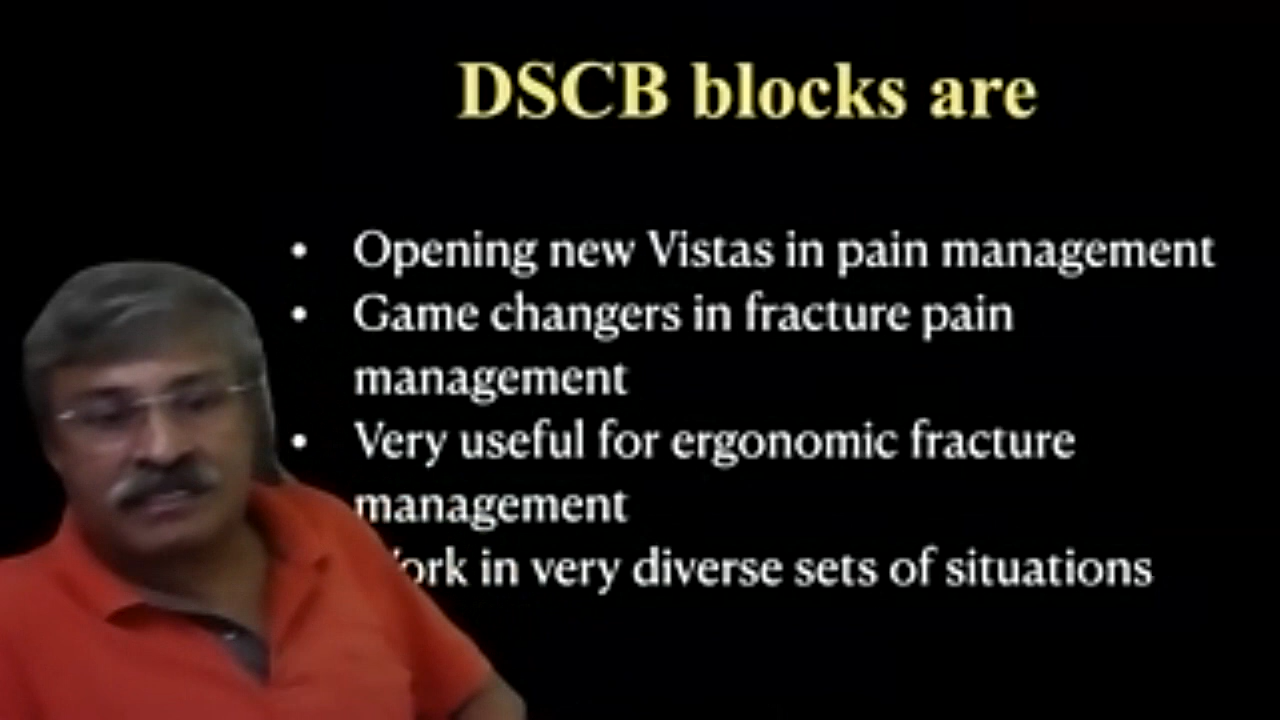 DSCB blocks are
• Opening new Vistas in pain management
• Game changers in fracture pain
management
• Very useful for ergonomic fracture
management
in very diverse sets of situations